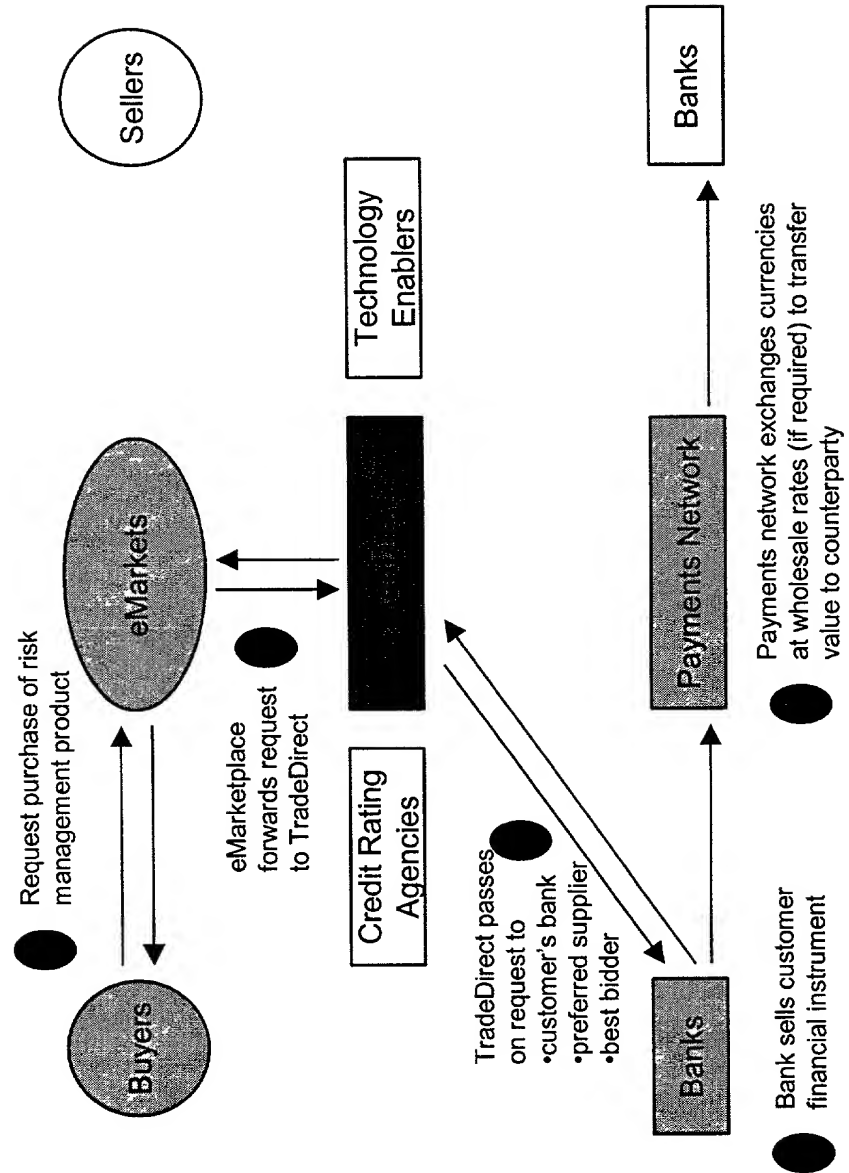 Request purchase of risk
management product
Buyers
eMarkets
Sellers
eMarketplace
forwards request
to TradeDirect
Credit Rating
Agencies
Technology
Enablers
TradeDirect passes
on request to
•customer's bank
•preferred supplier
•best bidder
Banks
Payments Network
Banks
Bank sells customer
financial instrument
Payments network exchanges currencies
at wholesale rates (if required) to transfer
value to counterparty